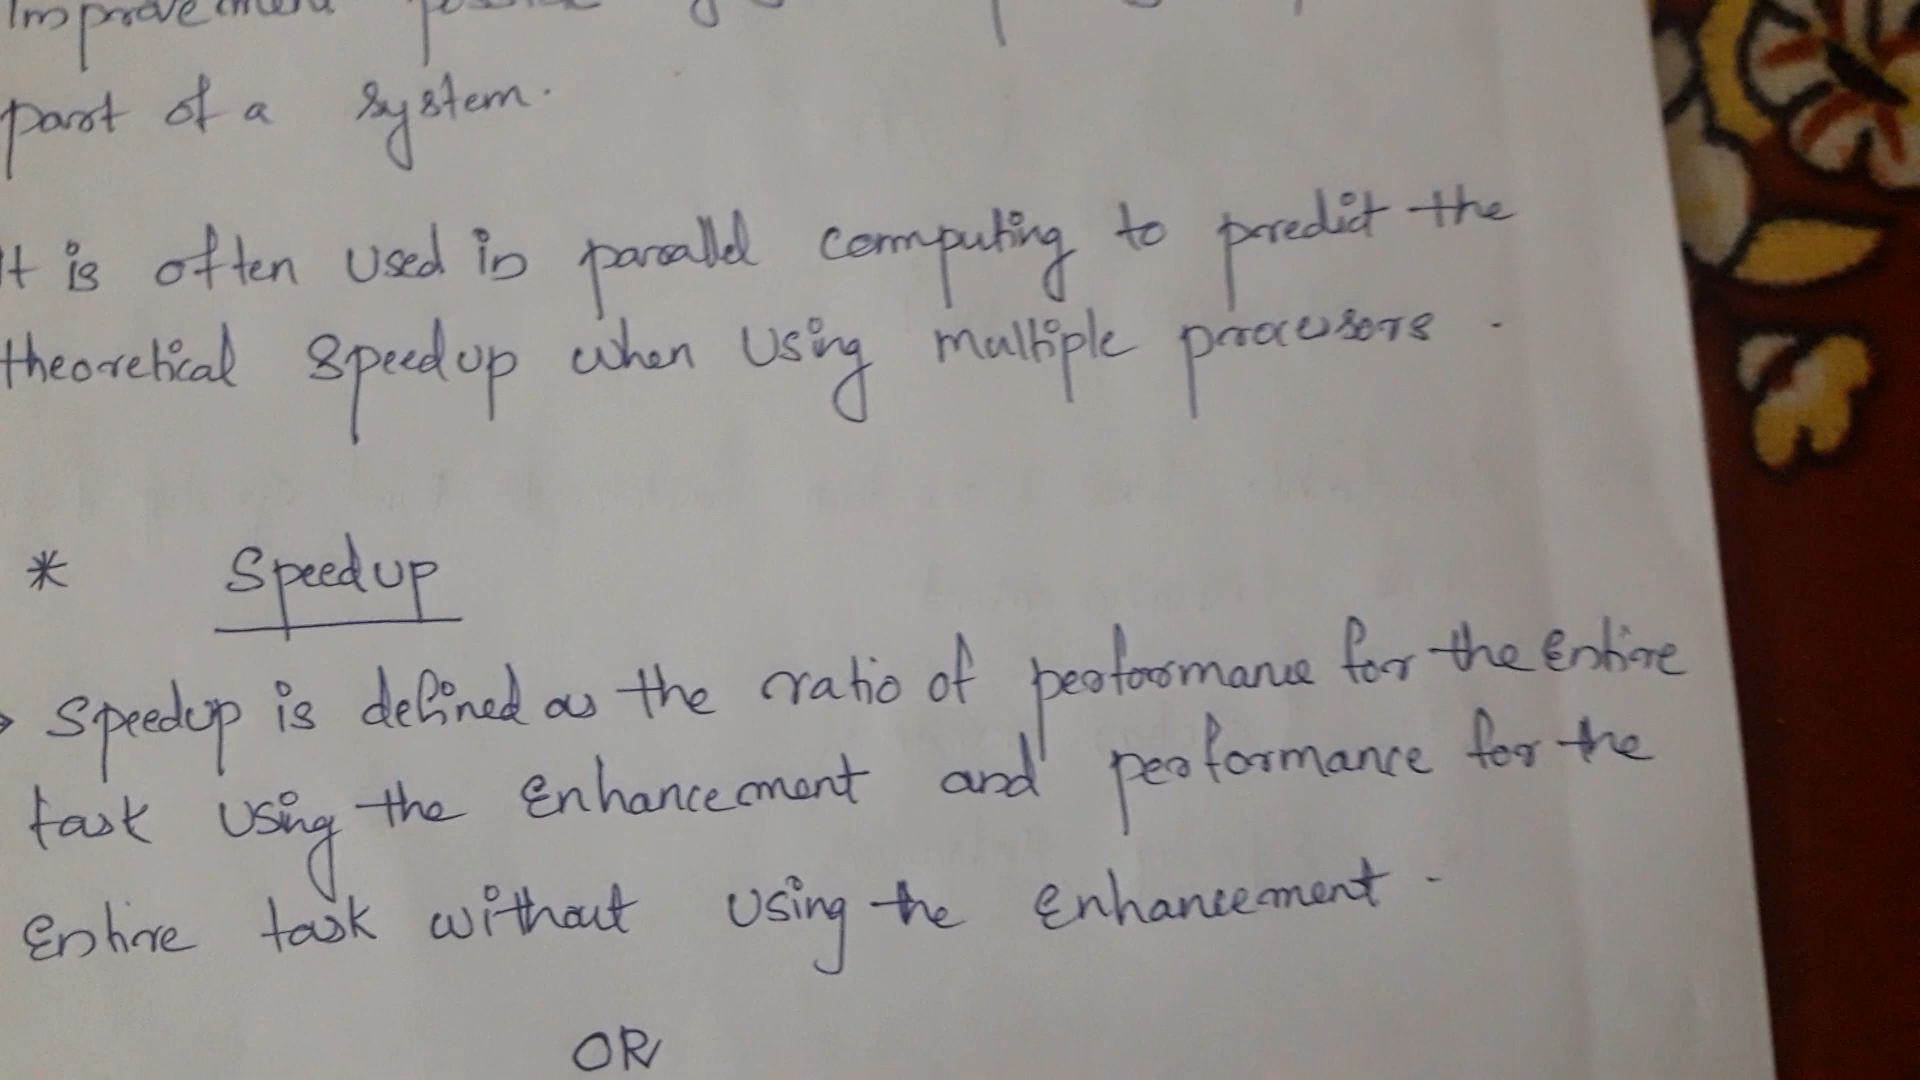 Improvement
part of a system.
It is often used in parallel computing to predict the
theoretical speedup when using multiple processors.
* Speedup
Speedup is defined as the ratio of performance for the entire
task using the enhancement and performance for the
entire task without using the enhancement.
OR